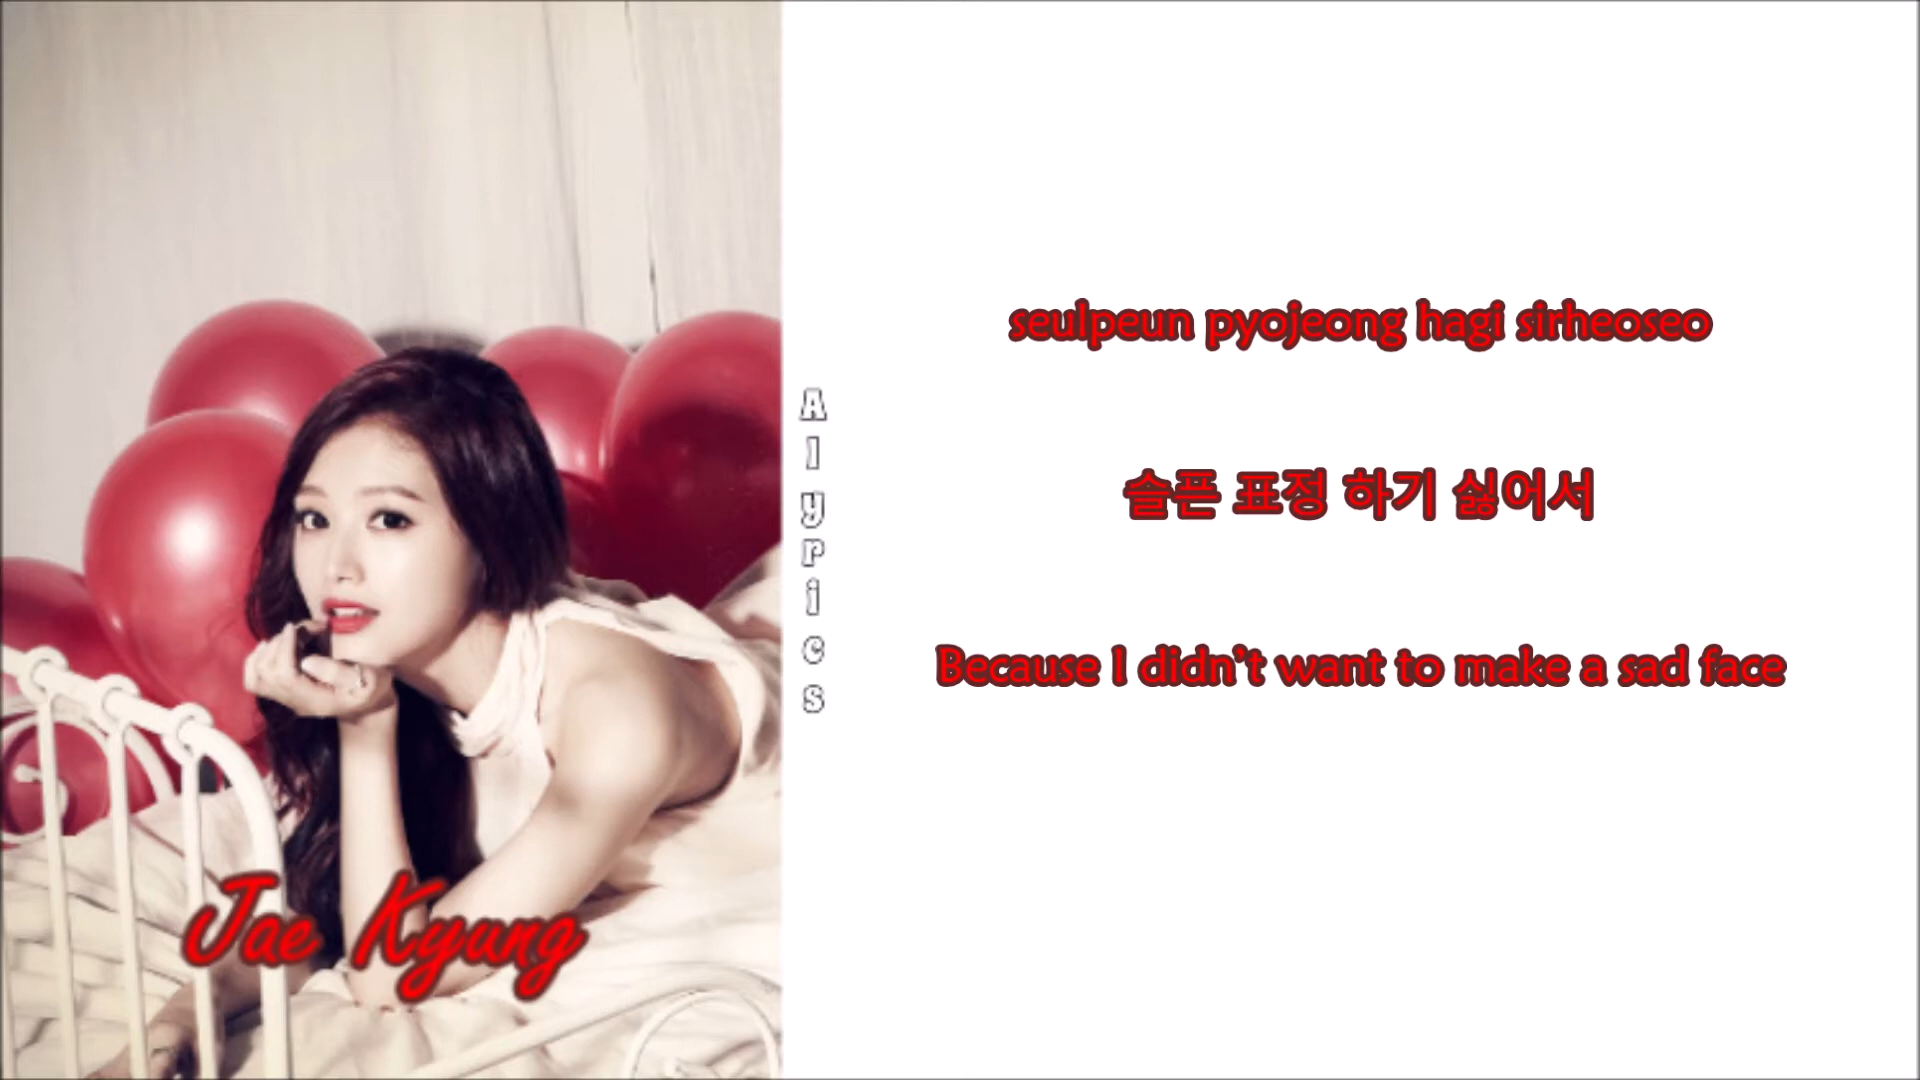 seulpeun pyojeong hagi sirheoseo
슬픈 표정 하기 싫어서
Because I didn't want to make a sad face
Alyrics
Jae Kyung